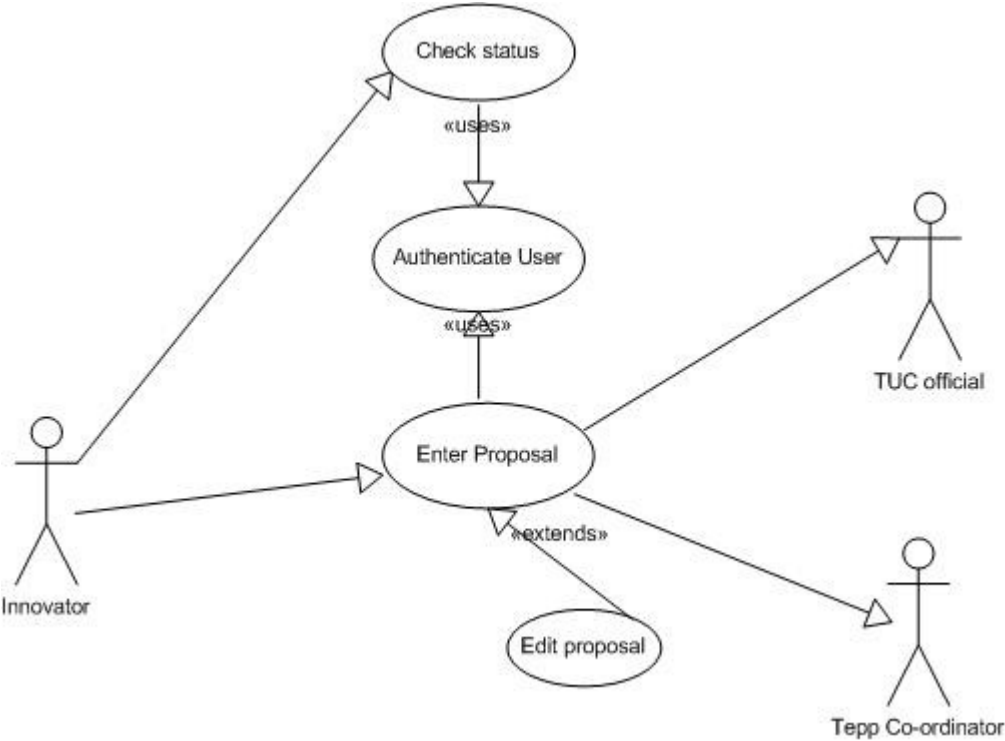 Check status
«uses»
Authenticate User
«uses»
TUC official
Enter Proposal
«extends»
Innovator
Edit proposal
Tepp Co-ordinator